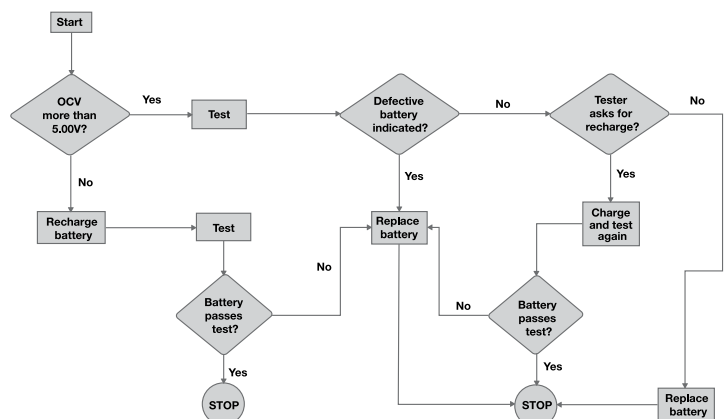 Start
OCV
more than
5.00V?
Yes
Test
Defective
battery
indicated?
No
Tester
asks for
recharge?
No
No
Yes
Yes
Recharge
battery
Test
Replace
battery
Charge
and test
again
No
Battery
passes
test?
No
Battery
passes
test?
Yes
Yes
STOP
STOP
Replace
battery